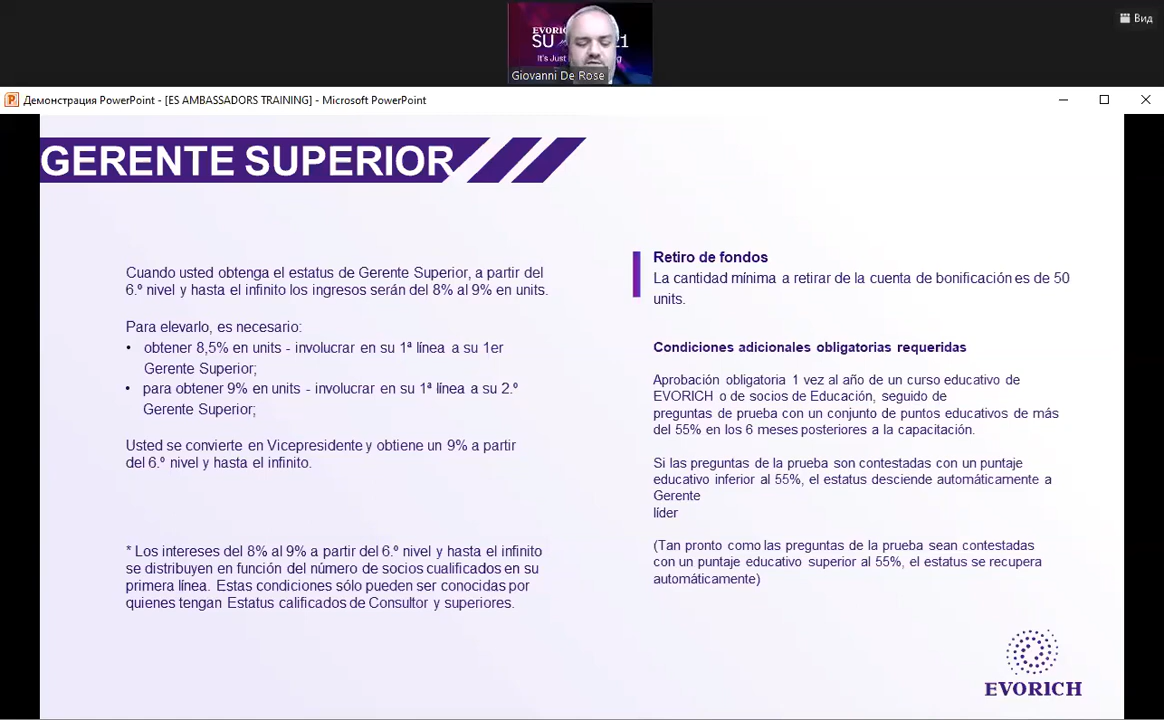 Вид
EVORIC
SU 21
It's Just
Giovanni De Rose
Демонстрация PowerPoint - [ES AMBASSADORS TRAINING] - Microsoft PowerPoint
GERENTE SUPERIOR
Cuando usted obtenga el estatus de Gerente Superior, a partir del
6.º nivel y hasta el infinito los ingresos serán del 8% al 9% en units.
Para elevarlo, es necesario:
• obtener 8,5% en units - involucrar en su 1ª línea a su 1er
Gerente Superior;
• para obtener 9% en units - involucrar en su 1ª línea a su 2.º
Gerente Superior;
Usted se convierte en Vicepresidente y obtiene un 9% a partir
del 6.º nivel y hasta el infinito.
* Los intereses del 8% al 9% a partir del 6.º nivel y hasta el infinito
se distribuyen en función del número de socios cualificados en su
primera línea. Estas condiciones sólo pueden ser conocidas por
quienes tengan Estatus calificados de Consultor y superiores.
Retiro de fondos
La cantidad mínima a retirar de la cuenta de bonificación es de 50
units.
Condiciones adicionales obligatorias requeridas
Aprobación obligatoria 1 vez al año de un curso educativo de
EVORICH o de socios de Educación, seguido de
preguntas de prueba con un conjunto de puntos educativos de más
del 55% en los 6 meses posteriores a la capacitación.
Si las preguntas de la prueba son contestadas con un puntaje
educativo inferior al 55%, el estatus desciende automáticamente a
Gerente
líder
(Tan pronto como las preguntas de la prueba sean contestadas
con un puntaje educativo superior al 55%, el estatus se recupera
automáticamente)
EVORICH